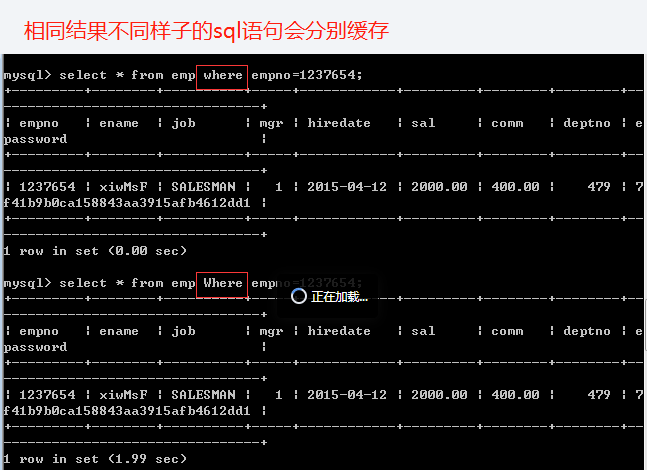 相同结果不同样子的sql语句会分别缓存
mysql> select * from emp where empno=1237654;
+---------+--------+----------+------+------------+---------+--------+--------+--
---------------------------------+
| empno   | ename  | job      | mgr | hiredate   | sal     | comm   | deptno | e
password                         |
+---------+--------+----------+------+------------+---------+--------+--------+--
---------------------------------+
| 1237654 | xiwMsF | SALESMAN |   1 | 2015-04-12 | 2000.00 | 400.00 |    479 | 7
f41b9b0ca158843aa3915afb4612dd1 |
+---------+--------+----------+------+------------+---------+--------+--------+--
---------------------------------+
1 row in set (0.00 sec)
mysql> select * from emp Where empno=1237654;
正在加载...
+---------+--------+----------+------+------------+---------+--------+--------+--
---------------------------------+
| empno   | ename  | job      | mgr | hiredate   | sal     | comm   | deptno | e
password                         |
+---------+--------+----------+------+------------+---------+--------+--------+--
---------------------------------+
| 1237654 | xiwMsF | SALESMAN |   1 | 2015-04-12 | 2000.00 | 400.00 |    479 | 7
f41b9b0ca158843aa3915afb4612dd1 |
+---------+--------+----------+------+------------+---------+--------+--------+--
---------------------------------+
1 row in set (1.99 sec)